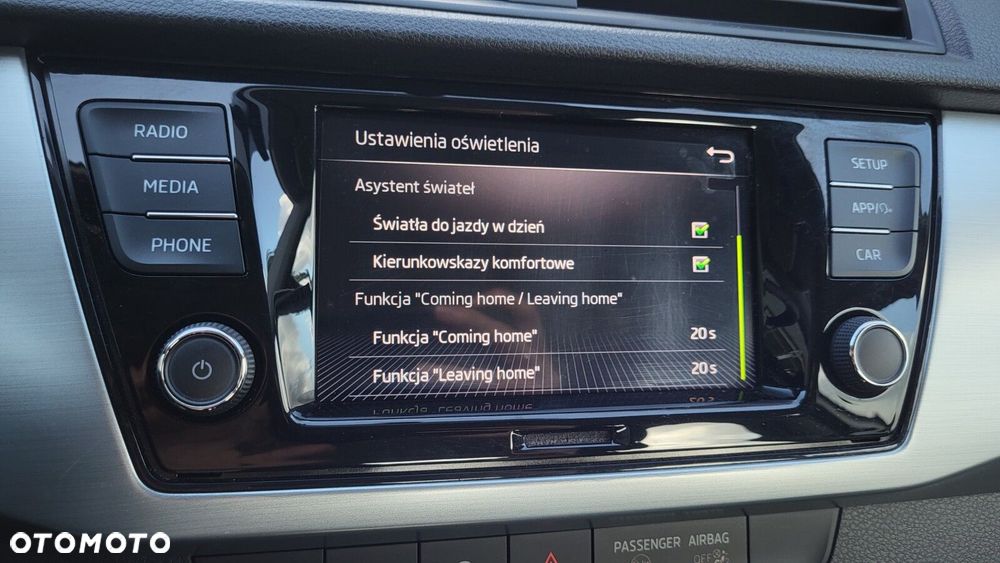 RADIO
MEDIA
PHONE
Ustawienia oświetlenia
Asystent świateł
Światła do jazdy w dzień
Kierunkowskazy komfortowe
Funkcja "Coming home / Leaving home"
Funkcja "Coming home" 20 s
Funkcja "Leaving home" 20 s
SETUP
APP/
CAR
PASSENGER AIRBAG
OFF
OTOMOTO